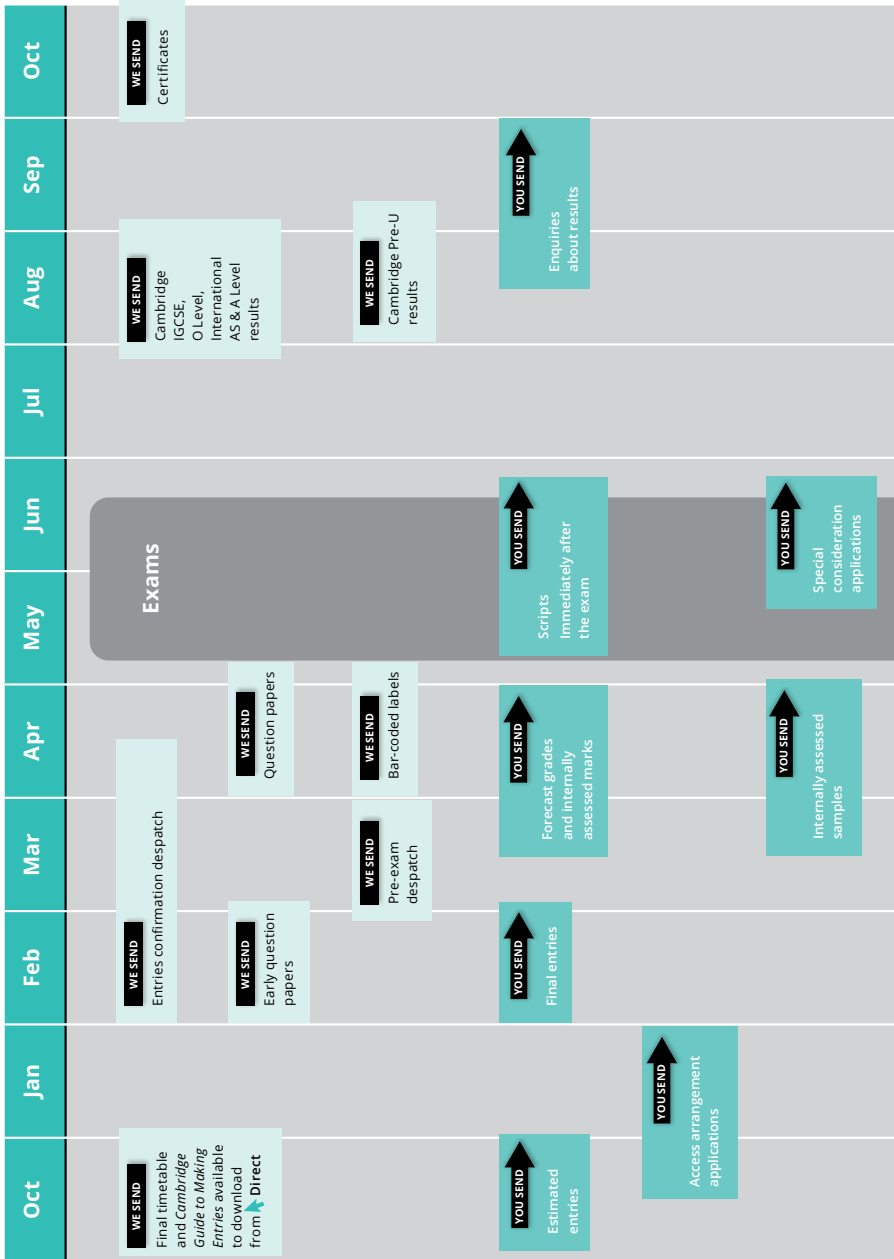 Oct
Jan
Feb
Mar
Apr
May
Jun
Jul
Aug
Sep
Oct
WE SEND
Final timetable
and Cambridge
Guide to Making
Entries available
to download
from Direct
WE SEND
Entries confirmation despatch
WE SEND
Early question
papers
WE SEND
Pre-exam
despatch
WE SEND
Question papers
WE SEND
Bar-coded labels
Exams
WE SEND
Cambridge
IGCSE,
O Level,
International
AS & A Level
results
WE SEND
Cambridge Pre-U
results
WE SEND
Certificates
YOU SEND
Estimated
entries
YOU SEND
Access arrangement
applications
YOU SEND
Final entries
YOU SEND
Forecast grades
and internally
assessed marks
YOU SEND
Internally assessed
samples
YOU SEND
Scripts
Immediately after
the exam
YOU SEND
Special
consideration
applications
YOU SEND
Enquiries
about results